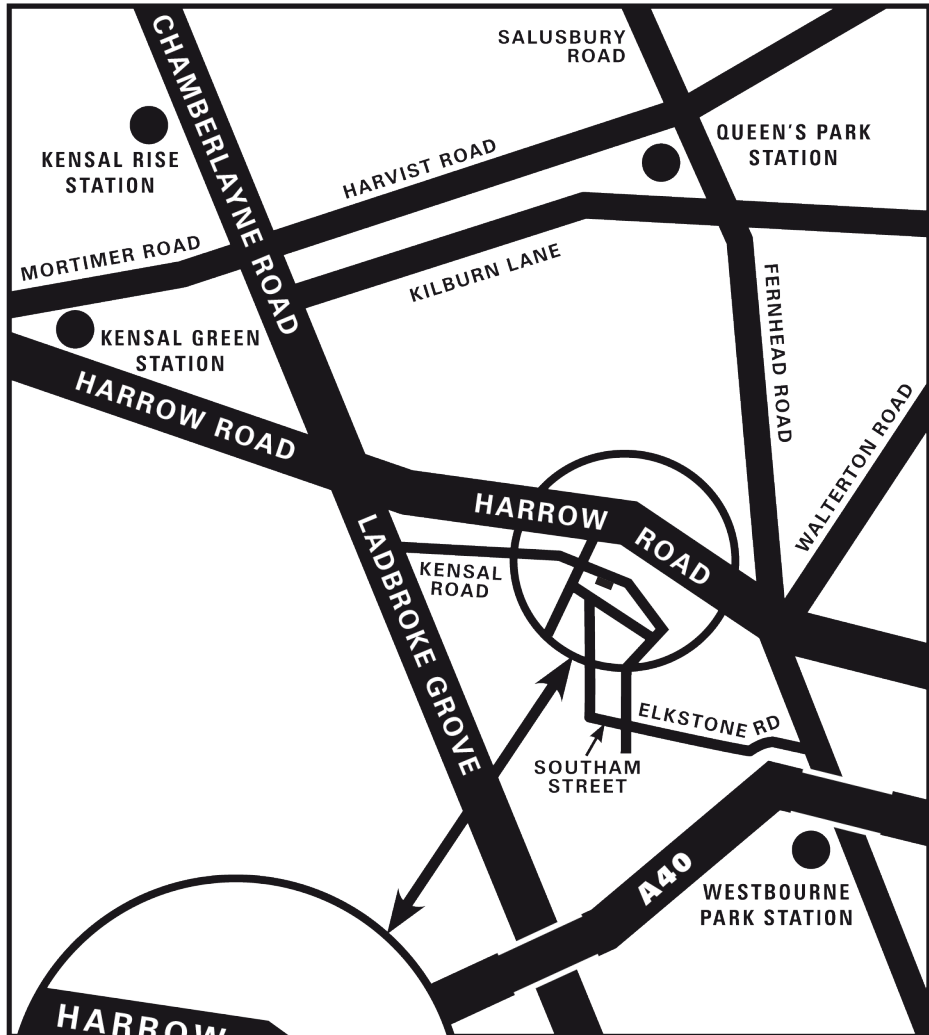 CHAMBERLAYNE ROAD
SALUSBURY
ROAD
KENSAL RISE
STATION
QUEEN'S PARK
STATION
HARVIST ROAD
MORTIMER ROAD
KILBURN LANE
KENSAL GREEN
STATION
FERNHEAD ROAD
HARROW ROAD
WALTERTON ROAD
HARROW ROAD
KENSAL
ROAD
LADBROKE GROVE
ELKSTONE RD
SOUTHAM
STREET
A40
WESTBOURNE
PARK STATION
HARROW